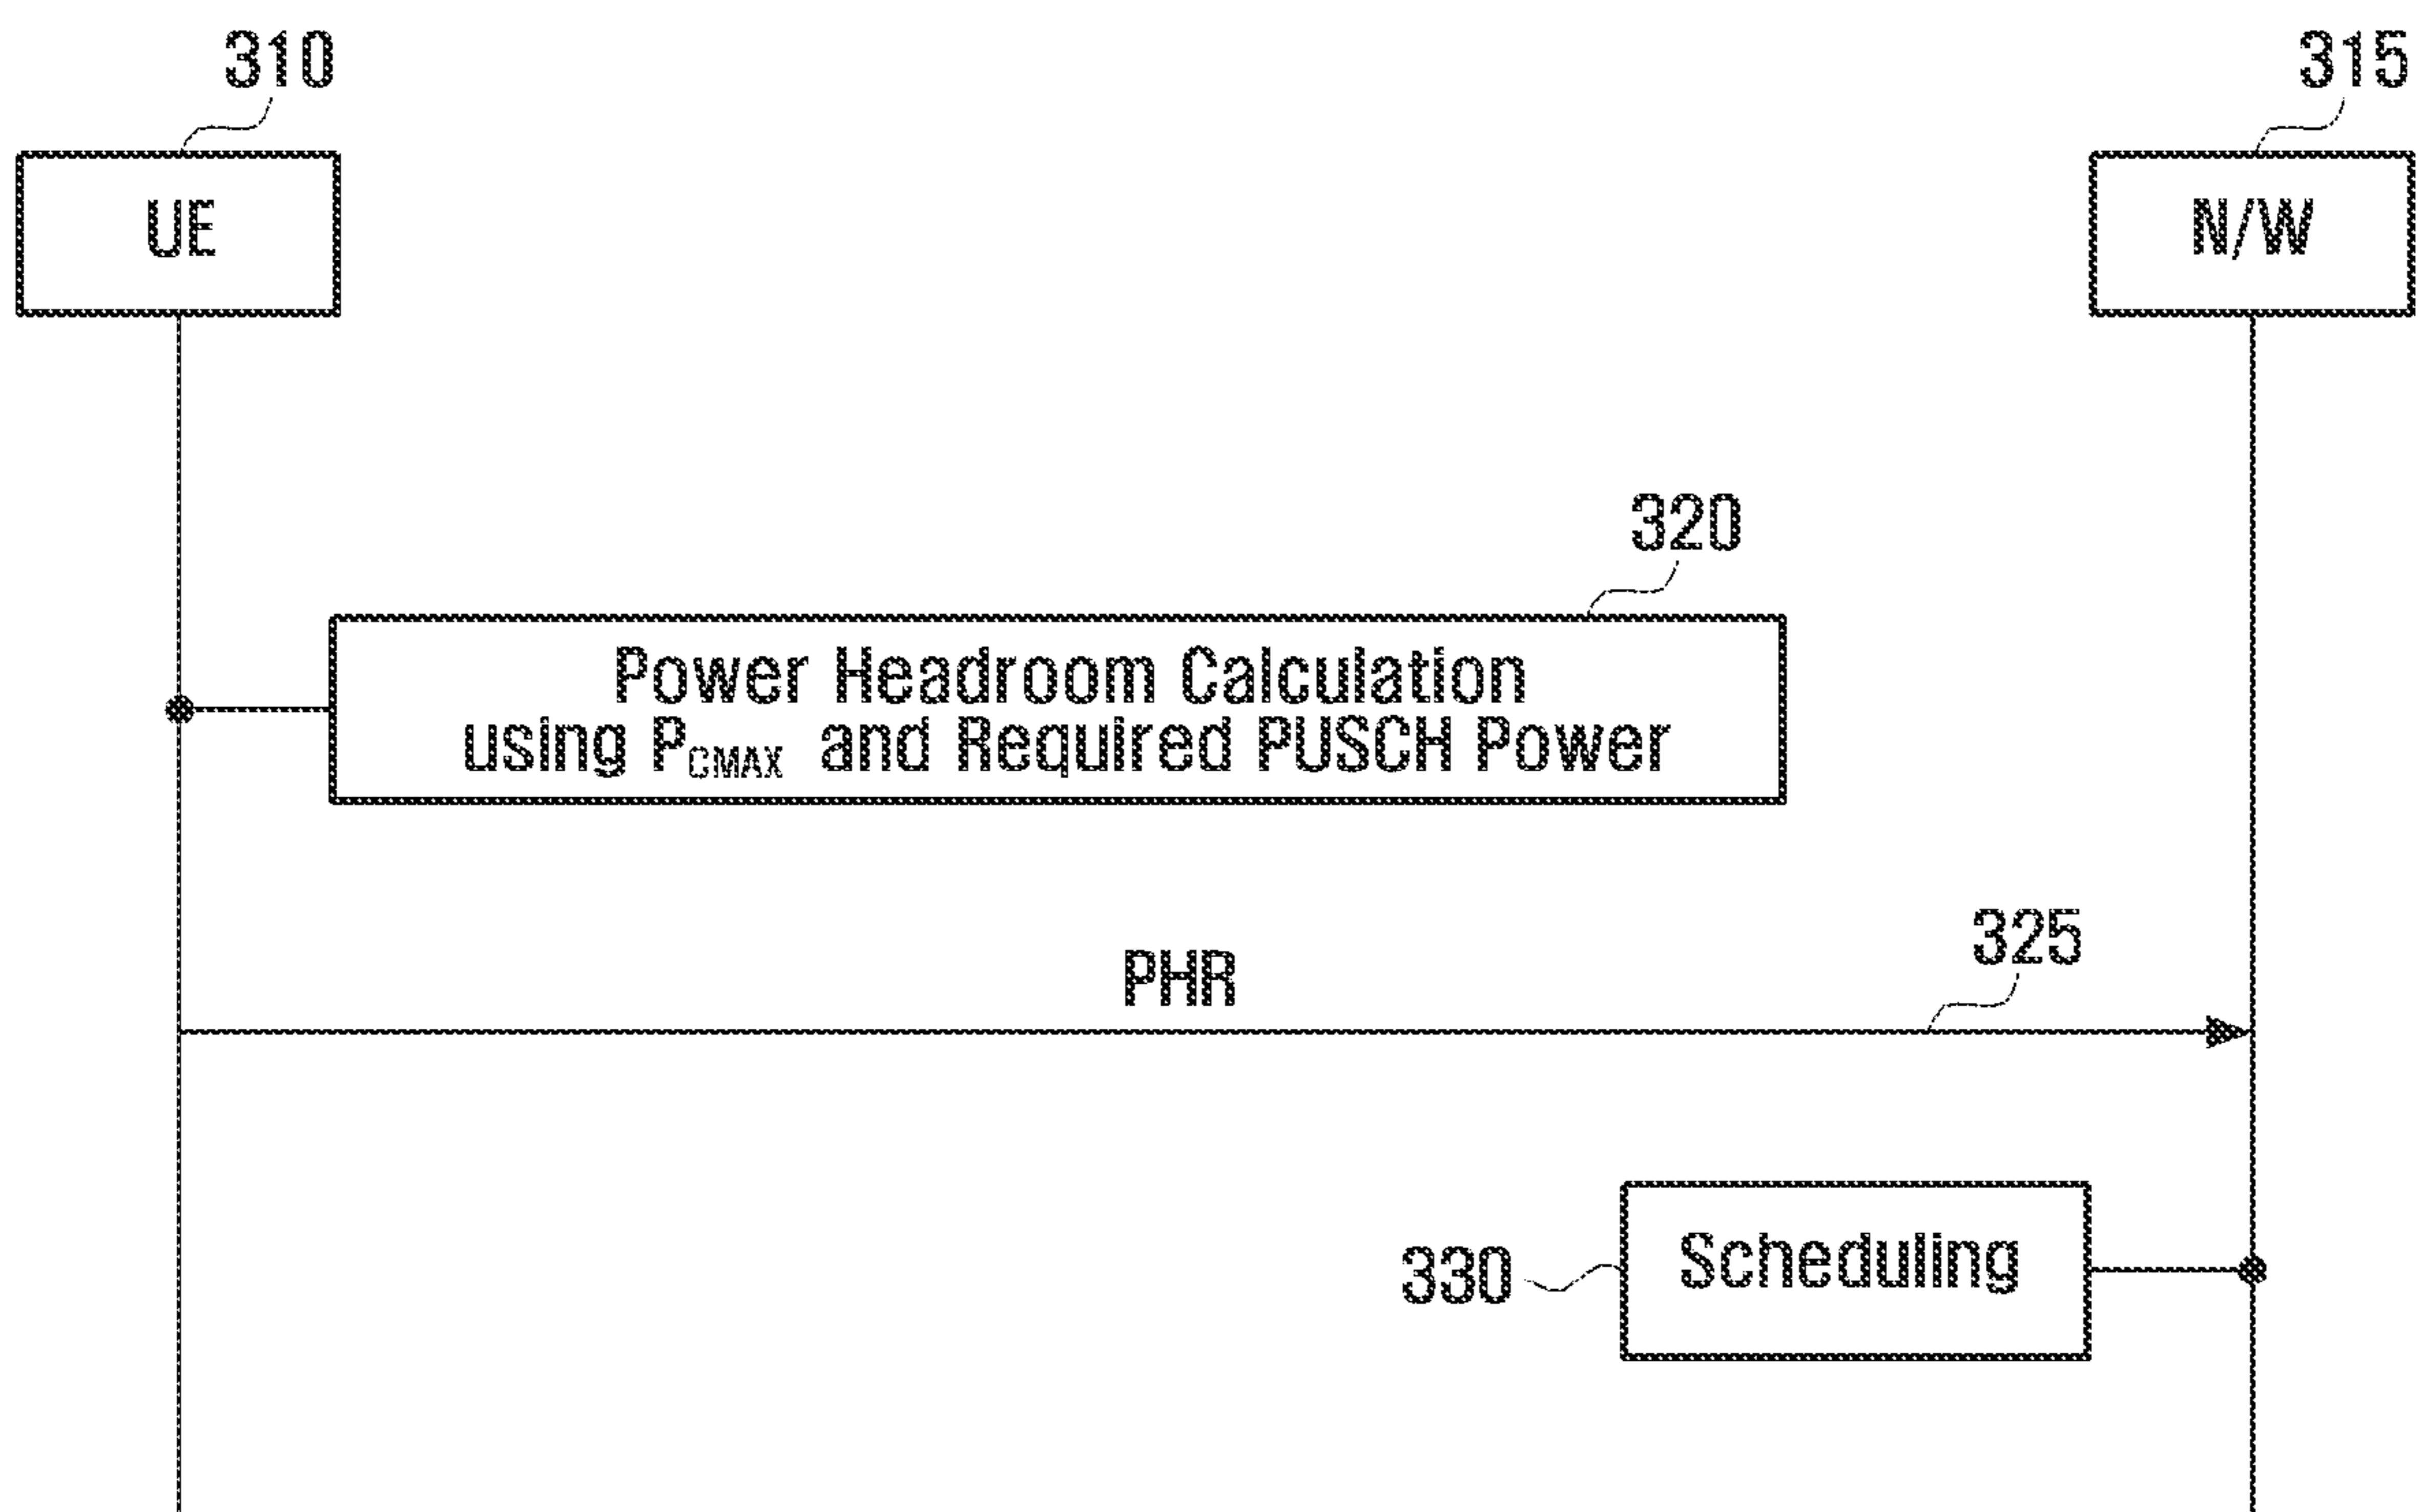 310
315
UE
N/W
320
Power Headroom Calculation
using PCMAX and Required PUSCH Power
325
PHR
330
Scheduling